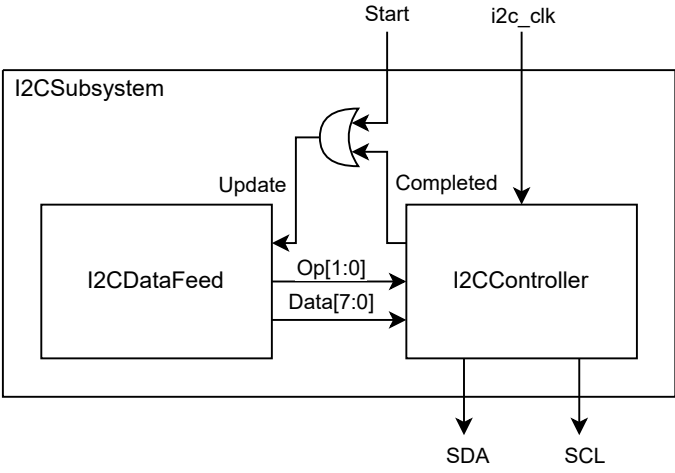 Start
i2c_clk
I2CSubsystem
Update
Completed
I2CDataFeed
Op[1:0]
Data[7:0]
I2CController
SDA
SCL